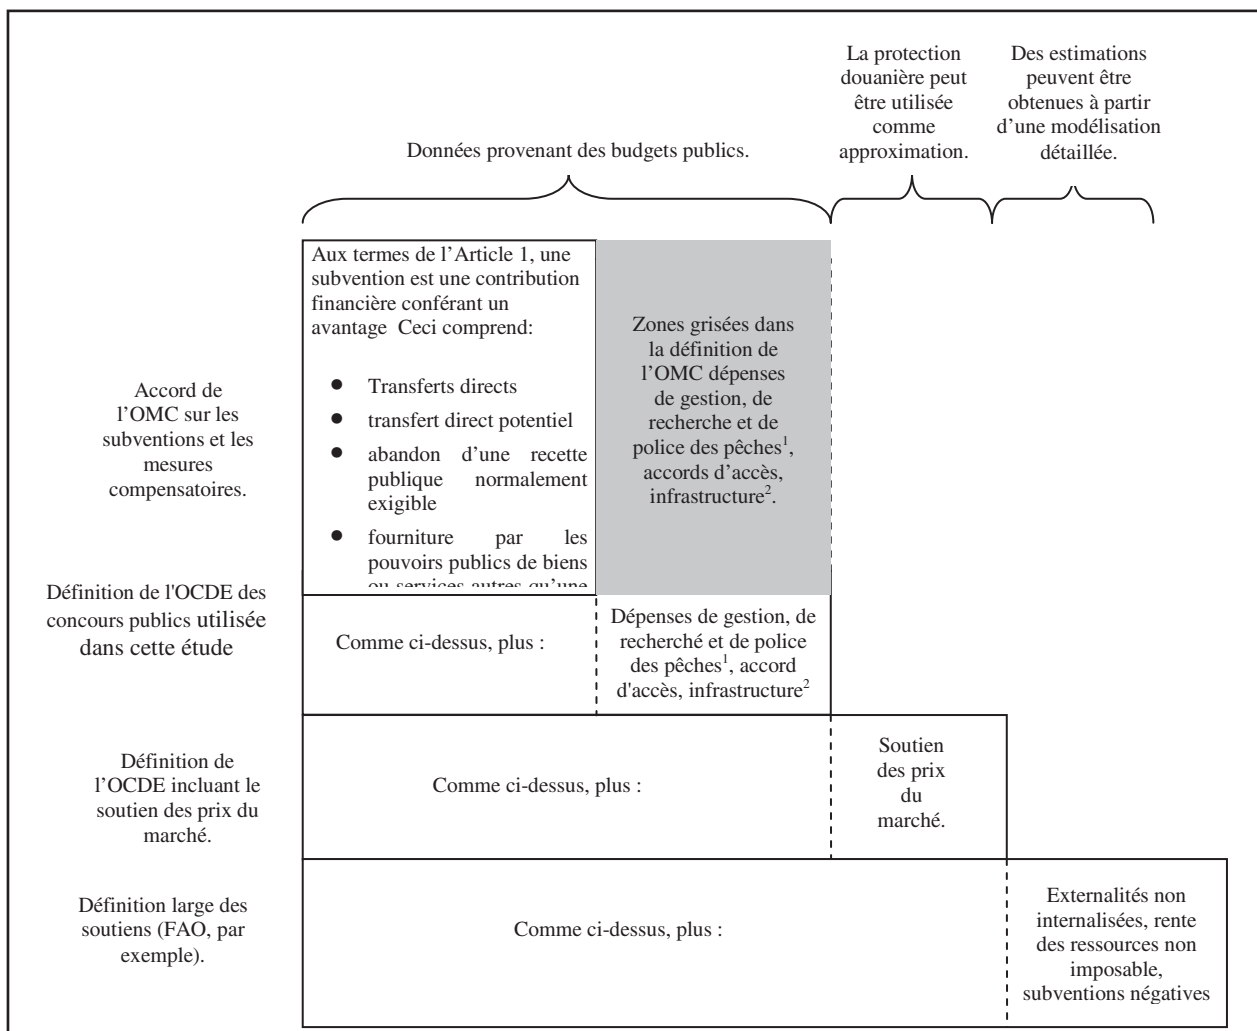 La protection
douanière peut
être utilisée
comme
approximation.
Des estimations
peuvent être
obtenues à partir
d’une modélisation
détaillée.
Données provenant des budgets publics.
Accord de
l’OMC sur les
subventions et les
mesures
compensatoires.
Aux termes de l’Article 1, une
subvention est une contribution
financière conférant un
avantage Ceci comprend:
● Transferts directs
● transfert direct potentiel
● abandon d’une recette
publique normalement
exigible
● fourniture par les
pouvoirs publics de biens
ou services autres qu’une
Zones grisées dans
la définition de
l’OMC dépenses
de gestion, de
recherche et de
police des pêches¹,
accords d’accès,
infrastructure².
Définition de l'OCDE des
concours publics utilisée
dans cette étude
Comme ci-dessus, plus :
Dépenses de gestion, de
recherché et de police
des pêches¹, accord
d'accès, infrastructure²
Définition de
l’OCDE incluant le
soutien des prix du
marché.
Comme ci-dessus, plus :
Soutien
des prix
du
marché.
Définition large des
soutiens (FAO, par
exemple).
Comme ci-dessus, plus :
Externalités non
internalisées, rente
des ressources non
imposable,
subventions négatives